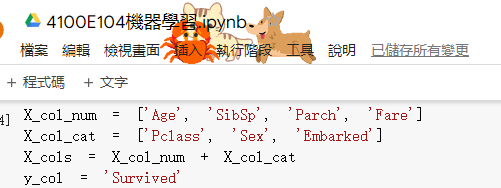 4100E104機器學習.ipynb
檔案 編輯 檢視畫面 插入 執行階段 工具 說明 已儲存所有變更
+ 程式碼 + 文字
4] X_col_num = ['Age', 'SibSp', 'Parch', 'Fare']
X_col_cat = ['Pclass', 'Sex', 'Embarked']
X_cols = X_col_num + X_col_cat
y_col = 'Survived'